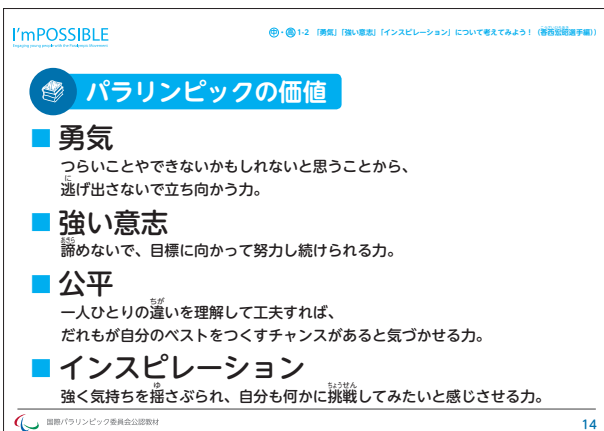 I'mPOSSIBLE
Engaging young people with the Paralympic Movement
中・高1-2 「勇気」「強い意志」「インスピレーション」について考えてみよう！（香西宏昭選手編）
パラリンピックの価値
■ 勇気
つらいことやできないかもしれないと思うことから、
逃げ出さないで立ち向かう力。
■ 強い意志
諦めないで、目標に向かって努力し続けられる力。
■ 公平
一人ひとりの違いを理解して工夫すれば、
だれもが自分のベストをつくすチャンスがあると気づかせる力。
■ インスピレーション
強く気持ちを揺さぶられ、自分も何かに挑戦してみたいと感じさせる力。
国際パラリンピック委員会公認教材
14